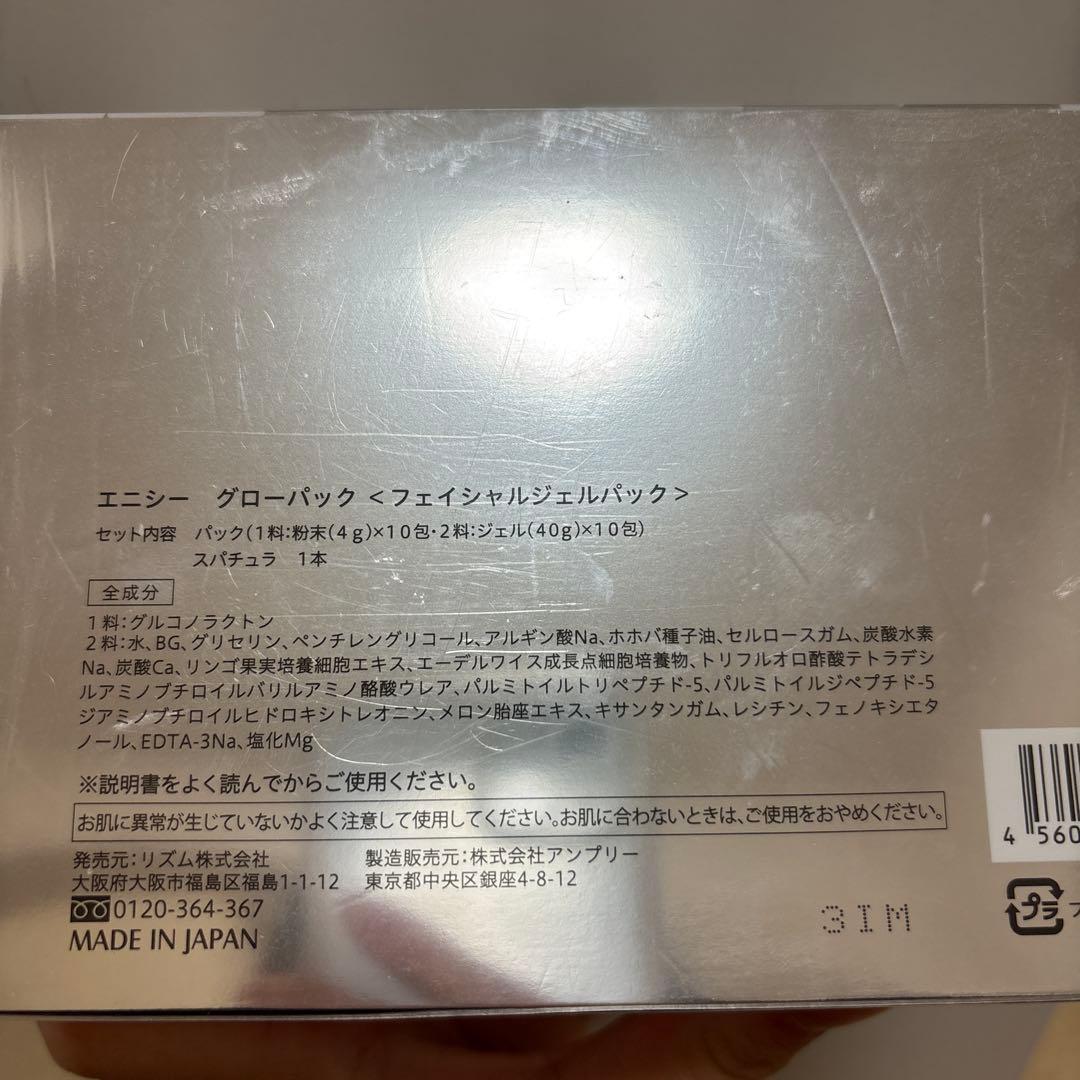 エニシー　グローパック＜フェイシャルジェルパック＞
セット内容　パック(1料:粉末(4g)×10包・2料:ジェル(40g)×10包)
スパチュラ　1本
全成分
1料:グルコノラクトン
2料:水、BG、グリセリン、ペンチレングリコール、アルギン酸Na、ホホバ種子油、セルロースガム、炭酸水素
Na、炭酸Ca、リンゴ果実培養細胞エキス、エーデルワイス成長点細胞培養物、トリフルオロ酢酸テトラデシ
ルアミノブチロイルバリルアミノ酪酸ウレア、パルミトイルトリペプチド-5、パルミトイルジペプチド-5
ジアミノブチロイルヒドロキシトレオニン、メロン胎座エキス、キサンタンガム、レシチン、フェノキシエタ
ノール、EDTA-3Na、塩化Mg
※説明書をよく読んでからご使用ください。
お肌に異常が生じていないかよく注意して使用してください。お肌に合わないときは、ご使用をおやめください。
発売元:リズム株式会社　製造販売元:株式会社アンプリー
大阪府大阪市福島区福島1-1-12　東京都中央区銀座4-8-12
0120-364-367
MADE IN JAPAN
3IM
4 560
プラ